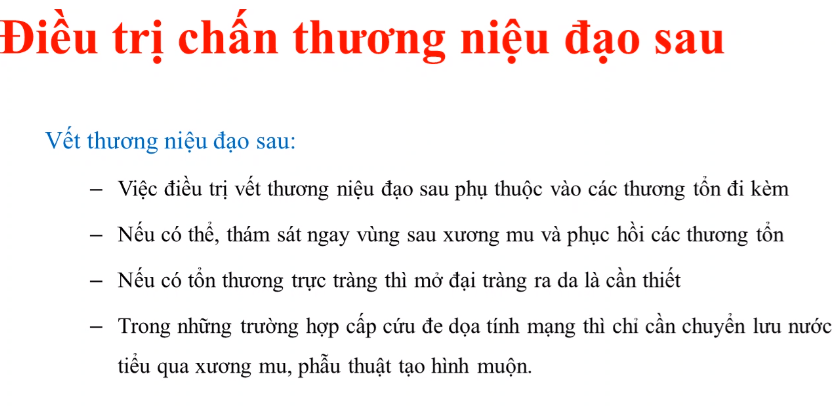 Điều trị chấn thương niệu đạo sau
Vết thương niệu đạo sau:
– Việc điều trị vết thương niệu đạo sau phụ thuộc vào các thương tổn đi kèm
– Nếu có thể, thám sát ngay vùng sau xương mu và phục hồi các thương tổn
– Nếu có tổn thương trực tràng thì mở đại tràng ra da là cần thiết
– Trong những trường hợp cấp cứu đe dọa tính mạng thì chỉ cần chuyển lưu nước
tiểu qua xương mu, phẫu thuật tạo hình muộn.